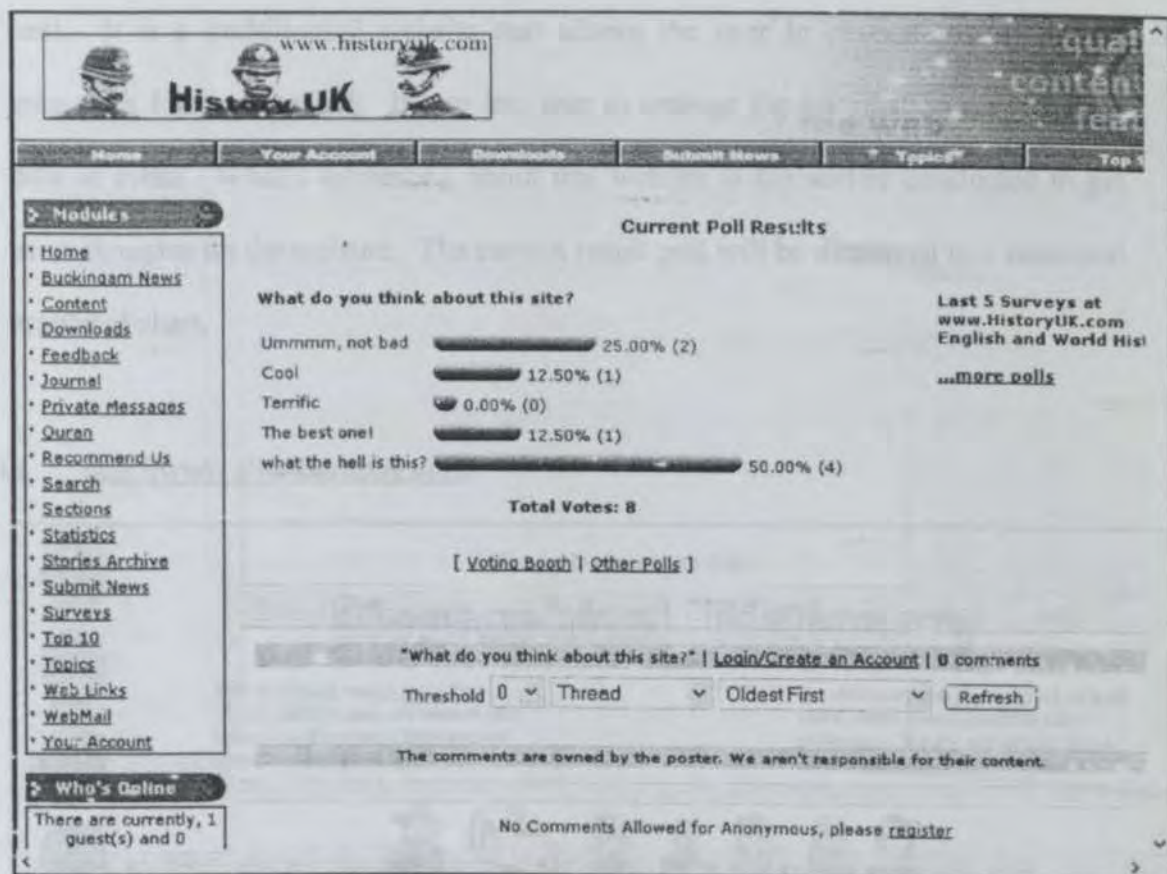 www.historyuk.com
History UK
Home Your Account Downloads Submit News Topics Top
Modules
Home
Buckingam News
Content
Downloads
Feedback
Journal
Private Messages
Quran
Recommend Us
Search
Sections
Statistics
Stories Archive
Submit News
Surveys
Top 10
Topics
Web Links
WebMail
Your Account
Who's Online
There are currently, 1
guest(s) and 0
Current Poll Results
What do you think about this site?
Ummmm, not bad 25.00% (2)
Cool 12.50% (1)
Terrific 0.00% (0)
The best one! 12.50% (1)
what the hell is this? 50.00% (4)
Total Votes: 8
[ Voting Booth | Other Polls ]
Last 5 Surveys at
www.HistoryUK.com
English and World Hist
...more polls
"What do you think about this site?" | Login/Create an Account | 0 comments
Threshold 0 Thread Oldest First Refresh
The comments are owned by the poster. We aren't responsible for their content.
No Comments Allowed for Anonymous, please register